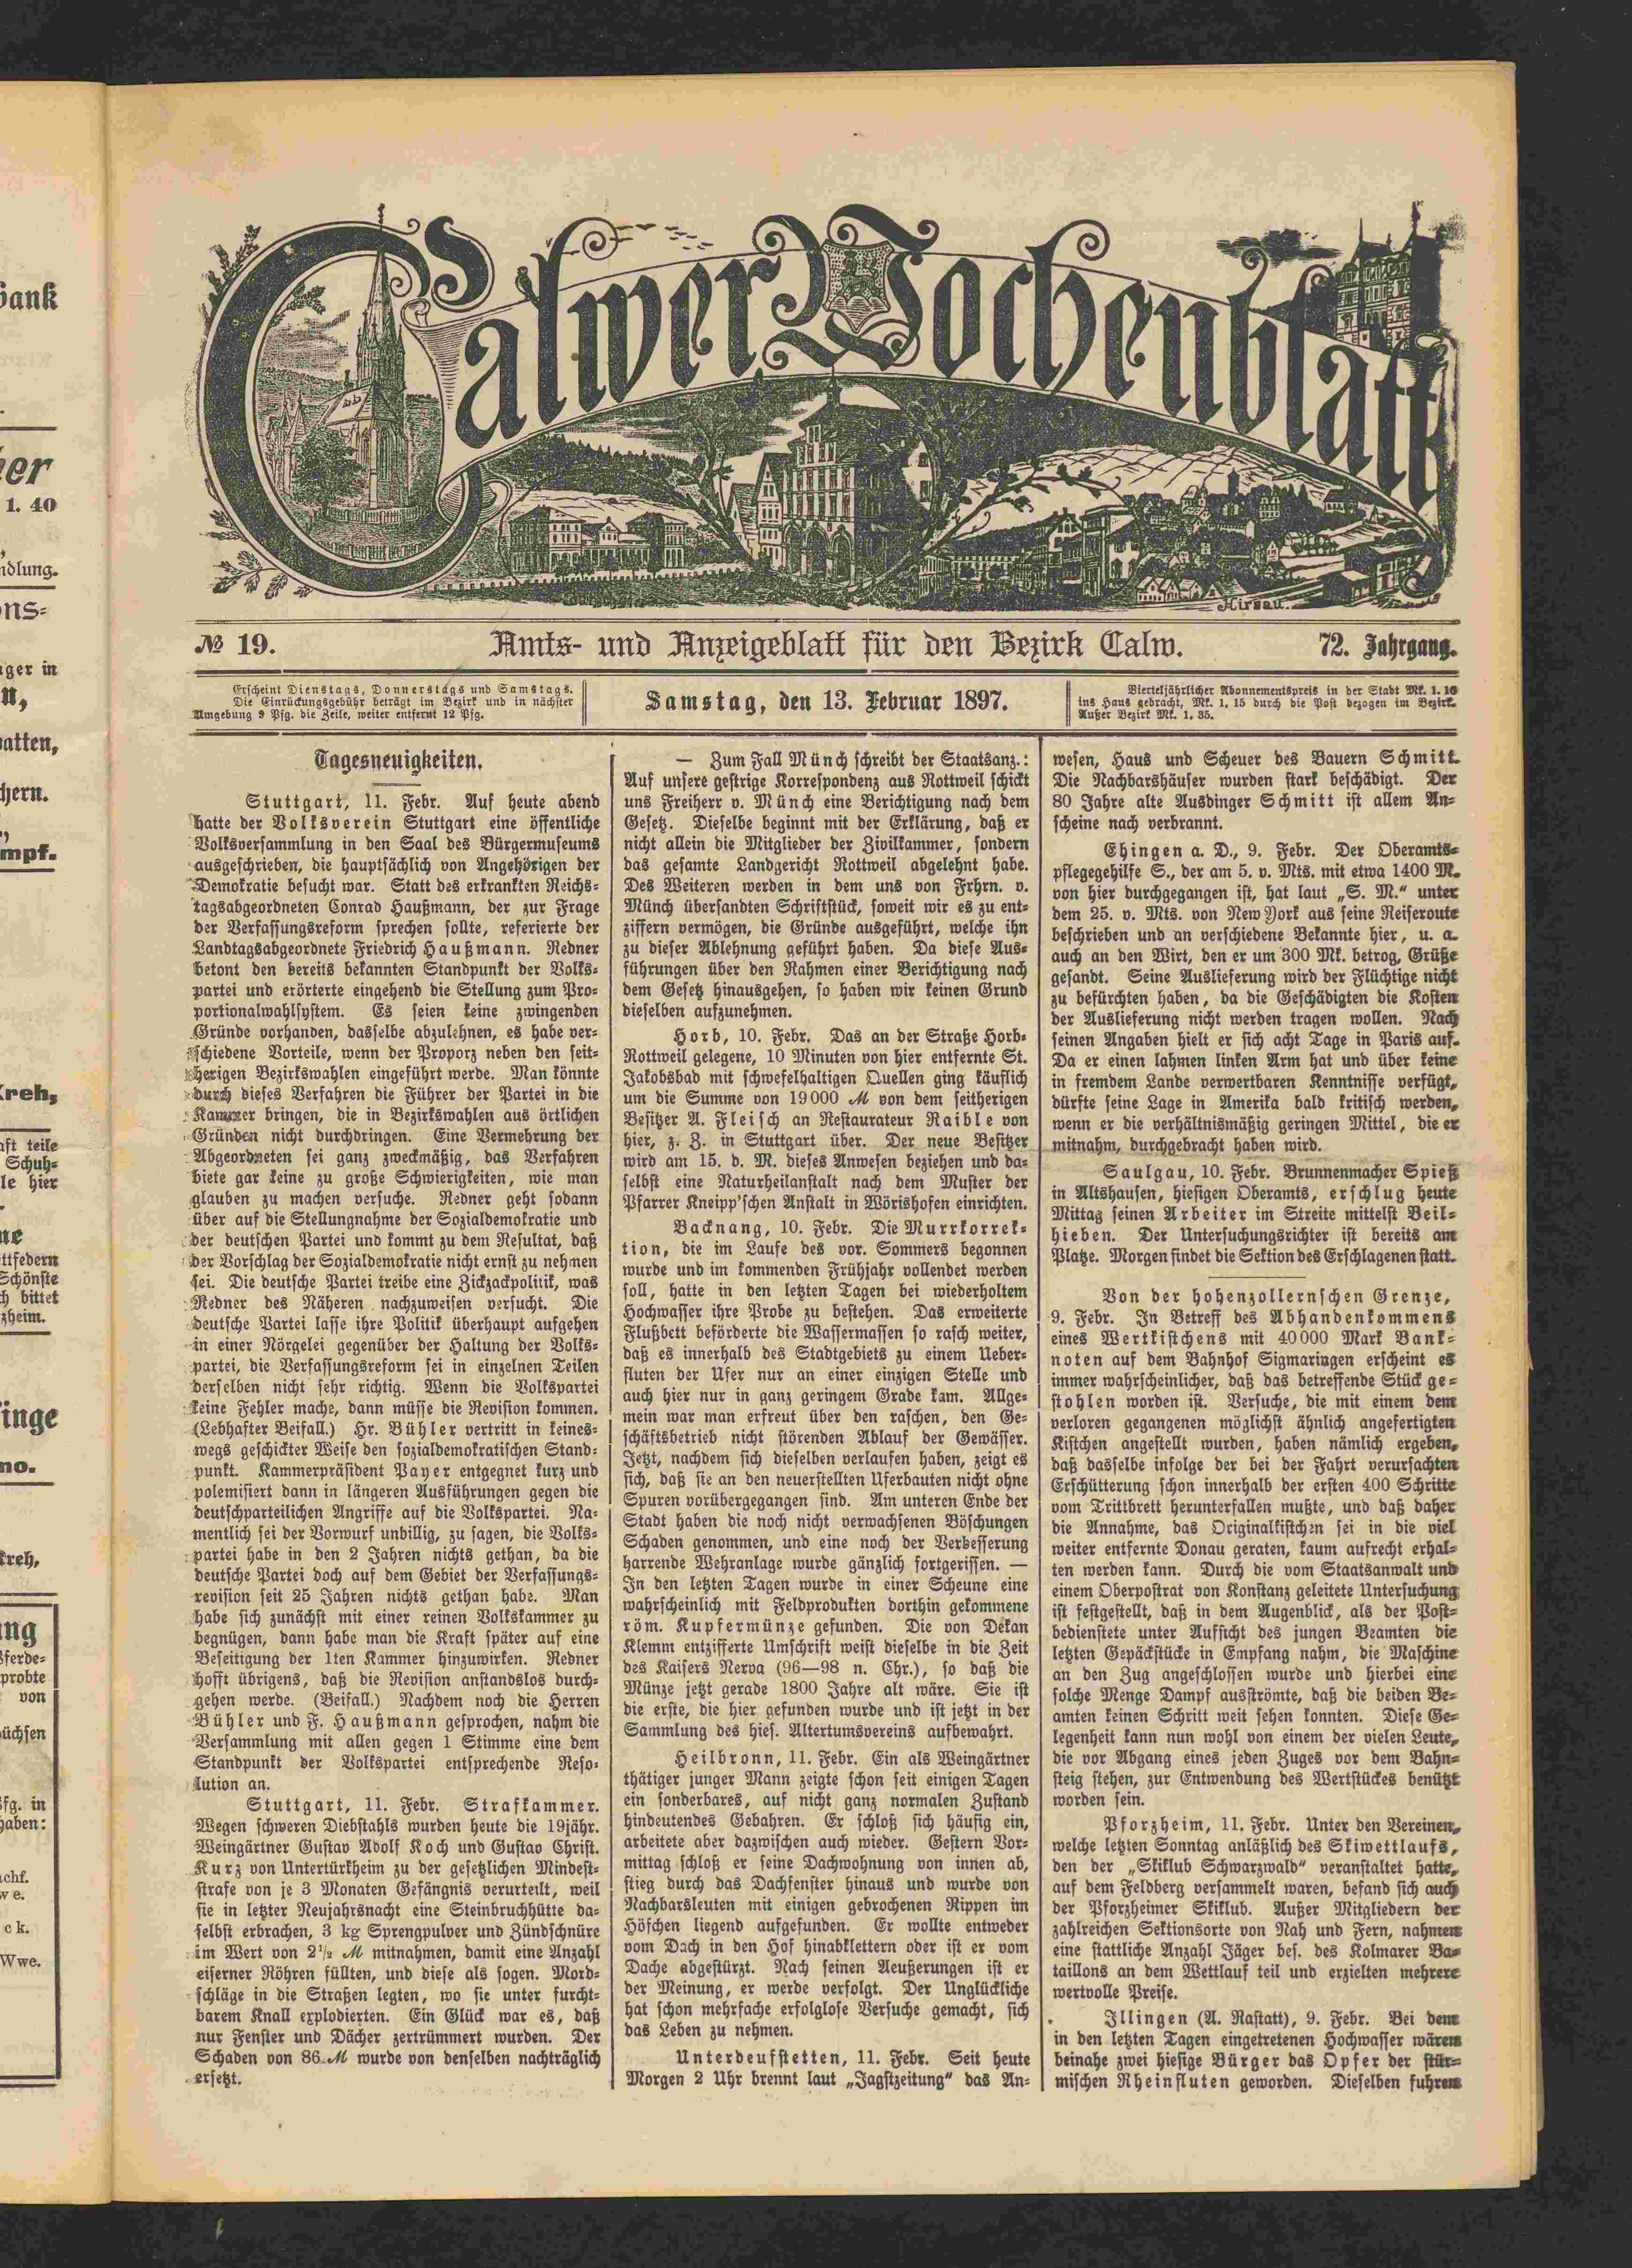 Calwer Wochenblatt
Hirsau.
№ 19.
Amts- und Anzeigeblatt für den Bezirk Calw.
72. Jahrgang.
Erscheint Dienstags, Donnerstags und Samstags.
Die Einrückungsgebühr beträgt im Bezirk und in nächster
Umgebung 9 Pfg. die Zeile, weiter entfernt 12 Pfg.
Samstag, den 13. Februar 1897.
Vierteljährlicher Abonnementspreis in der Stadt Mk. 1. 10
ins Haus gebracht, Mk. 1. 15 durch die Post bezogen im Bezirk.
Außer Bezirk Mk. 1. 35.
Tagesneuigkeiten.
Stuttgart, 11. Febr. Auf heute abend
hatte der Volksverein Stuttgart eine öffentliche
Volksversammlung in den Saal des Bürgermuseums
ausgeschrieben, die hauptsächlich von Angehörigen der
Demokratie besucht war. Statt des erkrankten Reichs-
tagsabgeordneten Conrad Haußmann, der zur Frage
der Verfassungsreform sprechen sollte, referierte der
Landtagsabgeordnete Friedrich Haußmann. Redner
betont den bereits bekannten Standpunkt der Volks-
partei und erörterte eingehend die Stellung zum Pro-
portionalwahlsystem. Es seien keine zwingenden
Gründe vorhanden, dasselbe abzulehnen, es habe ver-
schiedene Vorteile, wenn der Proporz neben den seit-
herigen Bezirkswahlen eingeführt werde. Man könnte
durch dieses Verfahren die Führer der Partei in die
Kammer bringen, die in Bezirkswahlen aus örtlichen
Gründen nicht durchdringen. Eine Vermehrung der
Abgeordneten sei ganz zweckmäßig, das Verfahren
biete gar keine zu große Schwierigkeiten, wie man
glauben zu machen versuche. Redner geht sodann
über auf die Stellungnahme der Sozialdemokratie und
der deutschen Partei und kommt zu dem Resultat, daß
der Vorschlag der Sozialdemokratie nicht ernst zu nehmen
sei. Die deutsche Partei treibe eine Zickzackpolitik, was
Redner des Näheren nachzuweisen versucht. Die
deutsche Partei lasse ihre Politik überhaupt aufgehen
in einer Nörgelei gegenüber der Haltung der Volks-
partei, die Verfassungsreform sei in einzelnen Teilen
derselben nicht sehr richtig. Wenn die Volkspartei
keine Fehler mache, dann müsse die Revision kommen.
(Lebhafter Beifall.) Hr. Bühler vertritt in keines-
wegs geschickter Weise den sozialdemokratischen Stand-
punkt. Kammerpräsident Payer entgegnet kurz und
polemisiert dann in längeren Ausführungen gegen die
deutschparteilichen Angriffe auf die Volkspartei. Na-
mentlich sei der Vorwurf unbillig, zu sagen, die Volks-
partei habe in den 2 Jahren nichts gethan, da die
deutsche Partei doch auf dem Gebiet der Verfassungs-
revision seit 25 Jahren nichts gethan habe. Man
habe sich zunächst mit einer reinen Volkskammer zu
begnügen, dann habe man die Kraft später auf eine
Beseitigung der 1ten Kammer hinzuwirken. Redner
hofft übrigens, daß die Revision anstandslos durch-
gehen werde. (Beifall.) Nachdem noch die Herren
Bühler und F. Haußmann gesprochen, nahm die
Versammlung mit allen gegen 1 Stimme eine dem
Standpunkt der Volkspartei entsprechende Reso-
lution an.
Stuttgart, 11. Febr. Strafkammer.
Wegen schweren Diebstahls wurden heute die 19jähr.
Weingärtner Gustav Adolf Koch und Gustav Christ.
Kurz von Untertürkheim zu der gesetzlichen Mindest-
strafe von je 3 Monaten Gefängnis verurteilt, weil
sie in letzter Neujahrsnacht eine Steinbruchhütte da-
selbst erbrachen, 3 kg Sprengpulver und Zündschnüre
im Wert von 2½ M mitnahmen, damit eine Anzahl
eiserner Röhren füllten, und diese als sogen. Mord-
schläge in die Straßen legten, wo sie unter furcht-
barem Knall explodierten. Ein Glück war es, daß
nur Fenster und Dächer zertrümmert wurden. Der
Schaden von 86 M wurde von denselben nachträglich
ersetzt.
— Zum Fall Münch schreibt der Staatsanz.:
Auf unsere gestrige Korrespondenz aus Rottweil schickt
uns Freiherr v. Münch eine Berichtigung nach dem
Gesetz. Dieselbe beginnt mit der Erklärung, daß er
nicht allein die Mitglieder der Zivilkammer, sondern
das gesamte Landgericht Rottweil abgelehnt habe.
Des Weiteren werden in dem uns von Frhrn. v.
Münch übersandten Schriftstück, soweit wir es zu ent-
ziffern vermögen, die Gründe ausgeführt, welche ihn
zu dieser Ablehnung geführt haben. Da diese Aus-
führungen über den Rahmen einer Berichtigung nach
dem Gesetz hinausgehen, so haben wir keinen Grund
dieselben aufzunehmen.
Horb, 10. Febr. Das an der Straße Horb-
Rottweil gelegene, 10 Minuten von hier entfernte St.
Jakobsbad mit schwefelhaltigen Quellen ging käuflich
um die Summe von 19 000 M von dem seitherigen
Besitzer A. Fleisch an Restaurateur Raible von
hier, z. Z. in Stuttgart über. Der neue Besitzer
wird am 15. d. M. dieses Anwesen beziehen und da-
selbst eine Naturheilanstalt nach dem Muster der
Pfarrer Kneipp'schen Anstalt in Wörishofen einrichten.
Backnang, 10. Febr. Die Murrkorrek-
tion, die im Laufe des vor. Sommers begonnen
wurde und im kommenden Frühjahr vollendet werden
soll, hatte in den letzten Tagen bei wiederholtem
Hochwasser ihre Probe zu bestehen. Das erweiterte
Flußbett beförderte die Wassermassen so rasch weiter,
daß es innerhalb des Stadtgebiets zu einem Ueber-
fluten der Ufer nur an einer einzigen Stelle und
auch hier nur in ganz geringem Grade kam. Allge-
mein war man erfreut über den raschen, den Ge-
schäftsbetrieb nicht störenden Ablauf der Gewässer.
Jetzt, nachdem sich dieselben verlaufen haben, zeigt es
sich, daß sie an den neuerstellten Uferbauten nicht ohne
Spuren vorübergegangen sind. Am unteren Ende der
Stadt haben die noch nicht verwachsenen Böschungen
Schaden genommen, und eine noch der Verbesserung
harrende Wehranlage wurde gänzlich fortgerissen. —
In den letzten Tagen wurde in einer Scheune eine
wahrscheinlich mit Feldprodukten dorthin gekommene
röm. Kupfermünze gefunden. Die von Dekan
Klemm entzifferte Umschrift weist dieselbe in die Zeit
des Kaisers Nerva (96—98 n. Chr.), so daß die
Münze jetzt gerade 1800 Jahre alt wäre. Sie ist
die erste, die hier gefunden wurde und ist jetzt in der
Sammlung des hies. Altertumsvereins aufbewahrt.
Heilbronn, 11. Febr. Ein als Weingärtner
thätiger junger Mann zeigte schon seit einigen Tagen
ein sonderbares, auf nicht ganz normalen Zustand
hindeutendes Gebahren. Er schloß sich häufig ein,
arbeitete aber dazwischen auch wieder. Gestern Vor-
mittag schloß er seine Dachwohnung von innen ab,
stieg durch das Dachfenster hinaus und wurde von
Nachbarsleuten mit einigen gebrochenen Rippen im
Höfchen liegend aufgefunden. Er wollte entweder
vom Dach in den Hof hinabklettern oder ist er vom
Dache abgestürzt. Nach seinen Aeußerungen ist er
der Meinung, er werde verfolgt. Der Unglückliche
hat schon mehrfache erfolglose Versuche gemacht, sich
das Leben zu nehmen.
Unterdeufstetten, 11. Febr. Seit heute
Morgen 2 Uhr brennt laut „Jagstzeitung“ das An-
wesen, Haus und Scheuer des Bauern Schmitt.
Die Nachbarshäuser wurden stark beschädigt. Der
80 Jahre alte Ausdinger Schmitt ist allem An-
scheine nach verbrannt.
Ehingen a. D., 9. Febr. Der Oberamts-
pflegegehilfe S., der am 5. v. Mts. mit etwa 1400 M.
von hier durchgegangen ist, hat laut „S. M.“ unter
dem 25. v. Mts. von New York aus seine Reiseroute
beschrieben und an verschiedene Bekannte hier, u. a.
auch an den Wirt, den er um 300 Mk. betrog, Grüße
gesandt. Seine Auslieferung wird der Flüchtige nicht
zu befürchten haben, da die Geschädigten die Kosten
der Auslieferung nicht werden tragen wollen. Nach
seinen Angaben hielt er sich acht Tage in Paris auf.
Da er einen lahmen linken Arm hat und über keine
in fremdem Lande verwertbaren Kenntnisse verfügt,
dürfte seine Lage in Amerika bald kritisch werden,
wenn er die verhältnismäßig geringen Mittel, die er
mitnahm, durchgebracht haben wird.
Saulgau, 10. Febr. Brunnenmacher Spieß
in Altshausen, hiesigen Oberamts, erschlug heute
Mittag seinen Arbeiter im Streite mittelst Beil-
hieben. Der Untersuchungsrichter ist bereits am
Platze. Morgen findet die Sektion des Erschlagenen statt.
Von der hohenzollernschen Grenze,
9. Febr. In Betreff des Abhandenkommens
eines Wertkistchens mit 40 000 Mark Bank-
noten auf dem Bahnhof Sigmaringen erscheint es
immer wahrscheinlicher, daß das betreffende Stück ge-
stohlen worden ist. Versuche, die mit einem dem
verloren gegangenen möglichst ähnlich angefertigten
Kistchen angestellt wurden, haben nämlich ergeben,
daß dasselbe infolge der bei der Fahrt verursachten
Erschütterung schon innerhalb der ersten 400 Schritte
vom Trittbrett herunterfallen mußte, und daß daher
die Annahme, das Originalkistchen sei in die viel
weiter entfernte Donau geraten, kaum aufrecht erhal-
ten werden kann. Durch die vom Staatsanwalt und
einem Oberpostrat von Konstanz geleitete Untersuchung
ist festgestellt, daß in dem Augenblick, als der Post-
bedienstete unter Aufsicht des jungen Beamten die
letzten Gepäckstücke in Empfang nahm, die Maschine
an den Zug angeschlossen wurde und hierbei eine
solche Menge Dampf ausströmte, daß die beiden Be-
amten keinen Schritt weit sehen konnten. Diese Ge-
legenheit kann nun wohl von einem der vielen Leute,
die vor Abgang eines jeden Zuges vor dem Bahn-
steig stehen, zur Entwendung des Wertstückes benützt
worden sein.
Pforzheim, 11. Febr. Unter den Vereinen,
welche letzten Sonntag anläßlich des Skiwettlaufs,
den der „Skiklub Schwarzwald“ veranstaltet hatte,
auf dem Feldberg versammelt waren, befand sich auch
der Pforzheimer Skiklub. Außer Mitgliedern der
zahlreichen Sektionsorte von Nah und Fern, nahmen
eine stattliche Anzahl Jäger bes. des Kolmarer Ba-
taillons an dem Wettlauf teil und erzielten mehrere
wertvolle Preise.
Illingen (A. Rastatt), 9. Febr. Bei dem
in den letzten Tagen eingetretenen Hochwasser wären
beinahe zwei hiesige Bürger das Opfer der stür-
mischen Rheinfluten geworden. Dieselben fuhren